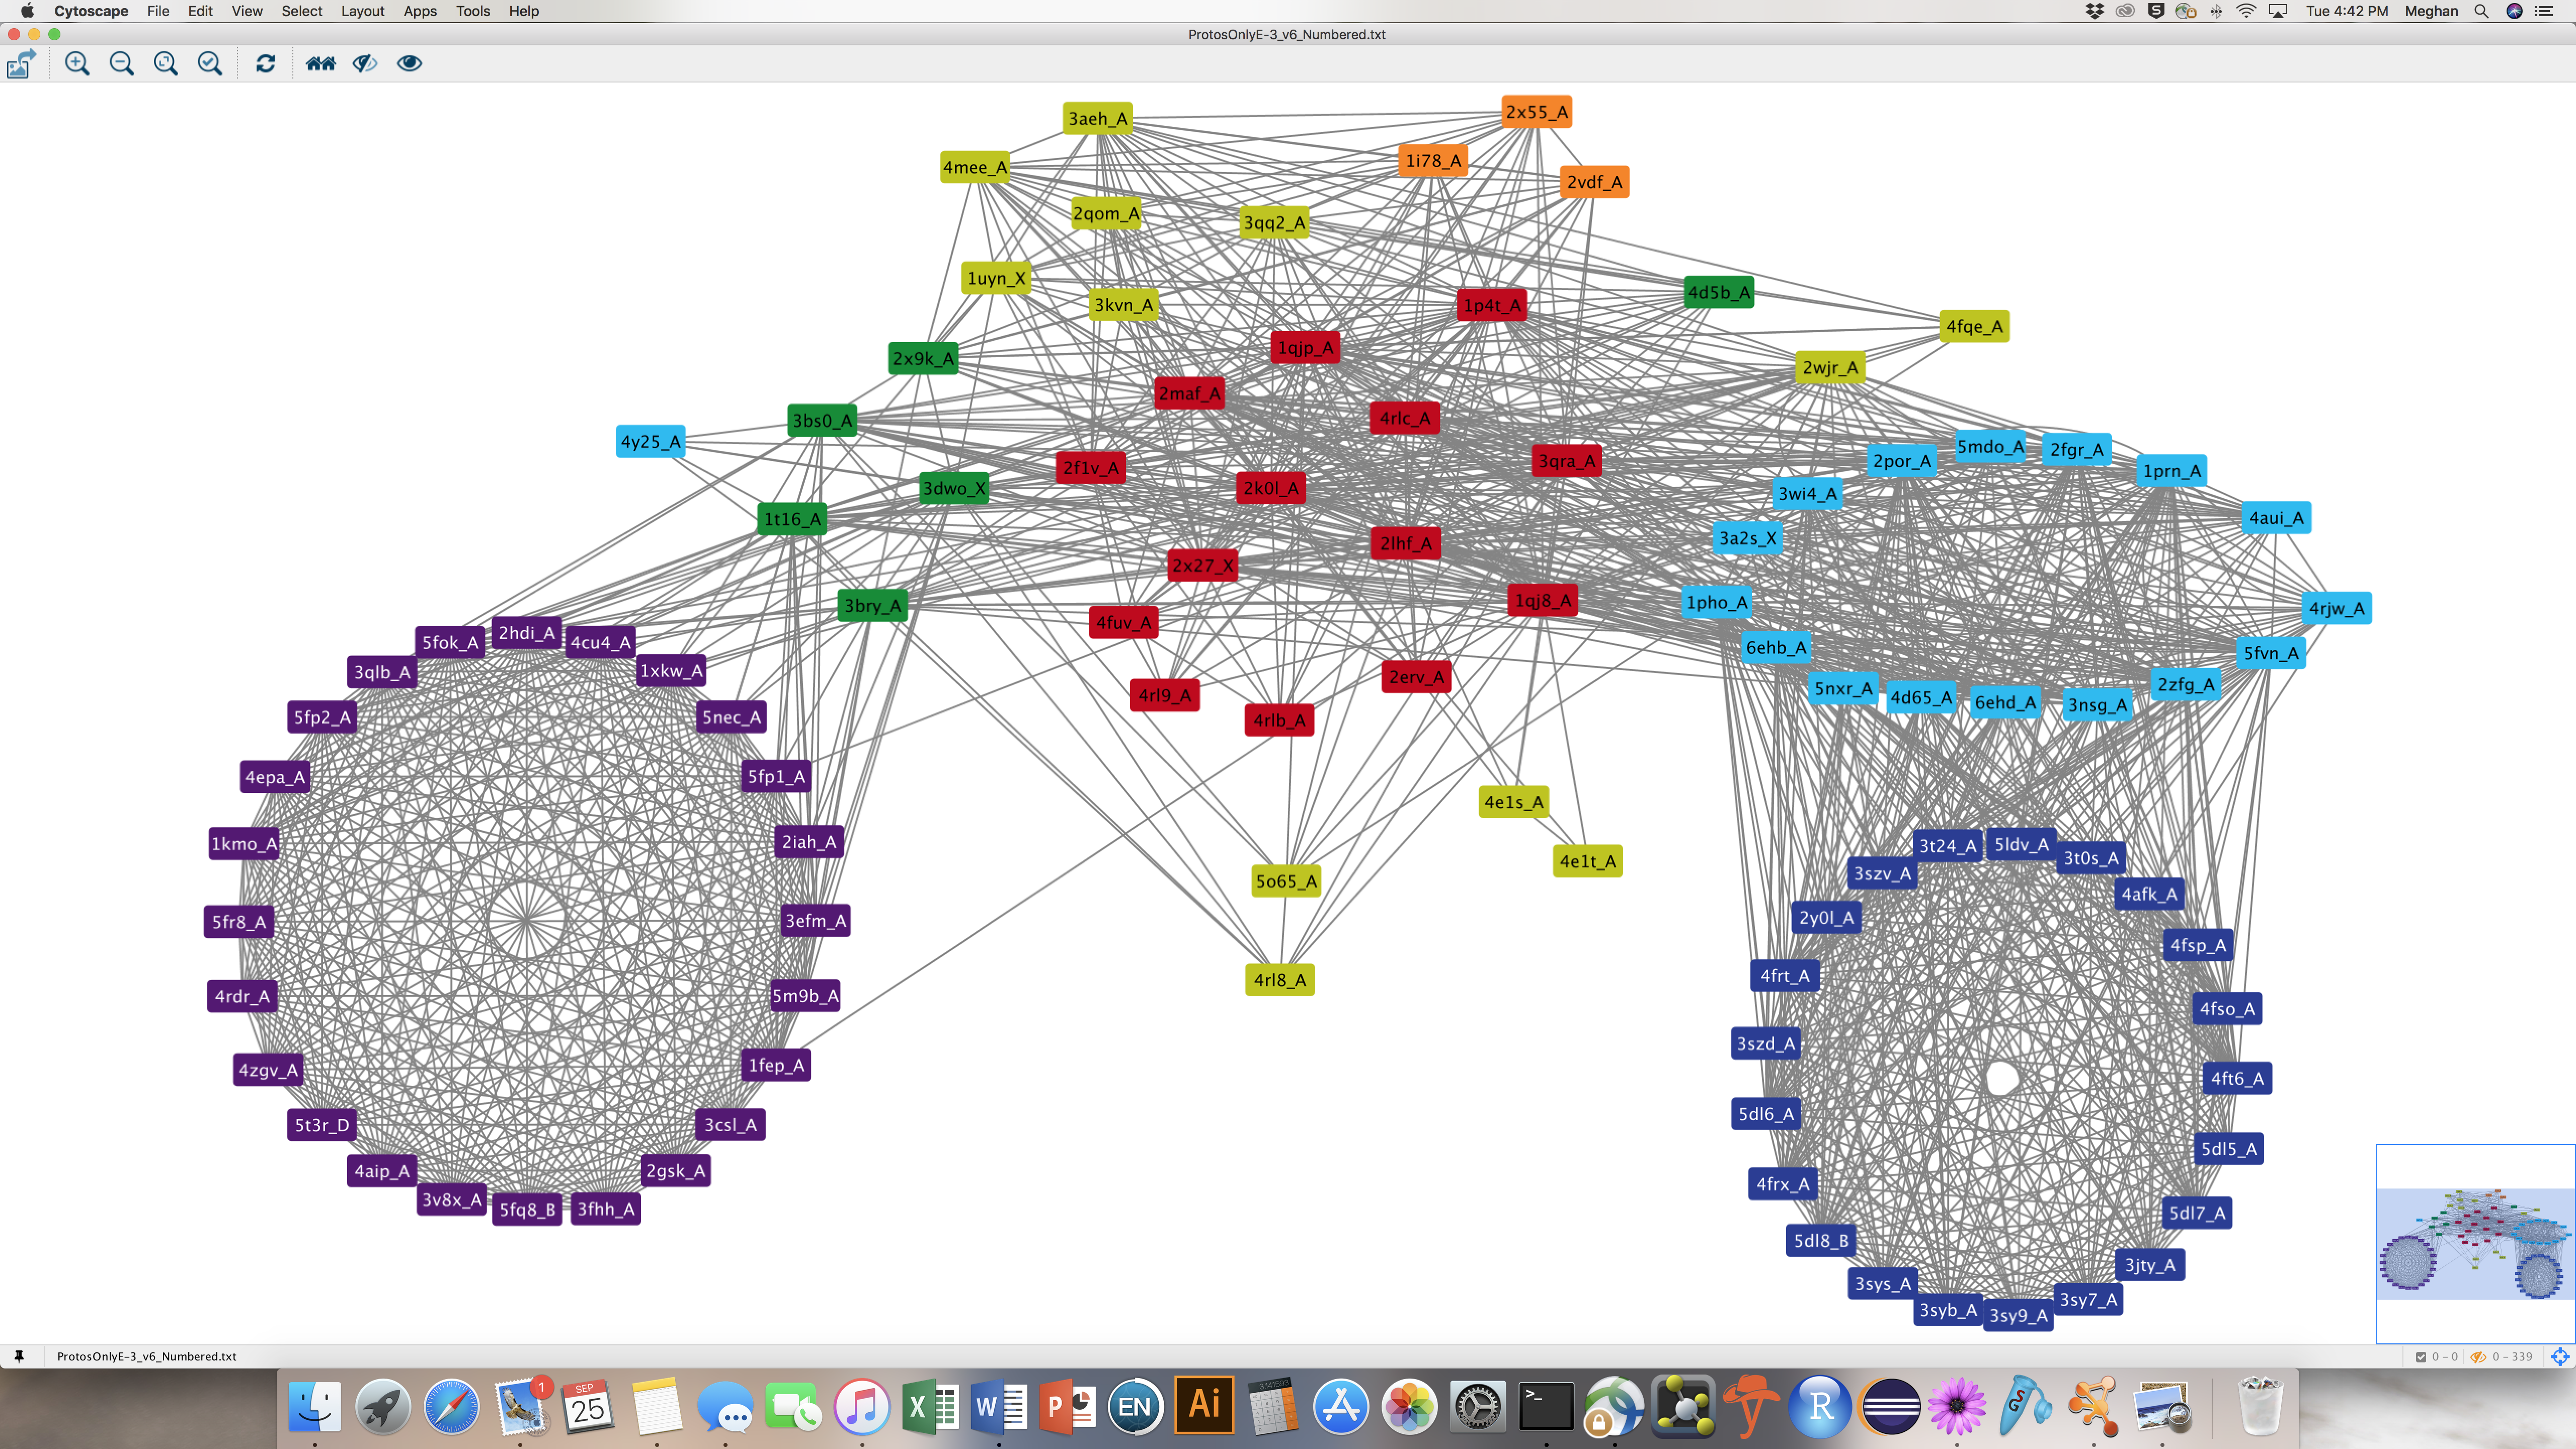 Cytoscape File Edit View Select Layout Apps Tools Help Tue 4:42 PM Meghan
ProtosOnlyE-3_v6_Numbered.txt
3aeh_A
2x55_A
4mee_A
1i78_A
2vdf_A
2qom_A
3qq2_A
1uyn_X
3kvn_A
1p4t_A
4d5b_A
4fqe_A
2x9k_A
1qjp_A
2wjr_A
2maf_A
4rlc_A
3bs0_A
4y25_A
2f1v_A
3qra_A
2por_A
5mdo_A
2fgr_A
1prn_A
3dwo_X
2k0l_A
3wi4_A
1t16_A
4aui_A
2lhf_A
3a2s_X
2x27_X
3bry_A
1qj8_A
1pho_A
4rjw_A
4fuv_A
6ehb_A
5fvn_A
5fok_A
2hdi_A
4cu4_A
3qlb_A
1xkw_A
4rl9_A
2erv_A
5nxr_A
4d65_A
6ehd_A
3nsg_A
2zfg_A
5fp2_A
5nec_A
4rlb_A
4epa_A
5fp1_A
4e1s_A
1kmo_A
2iah_A
4e1t_A
5o65_A
3szv_A
3t24_A
5ldv_A
3t0s_A
4afk_A
5fr8_A
3efm_A
2y0l_A
4fsp_A
4rl8_A
4frt_A
4rdr_A
5m9b_A
4fso_A
3szd_A
4zgv_A
1fep_A
4ft6_A
5t3r_D
3csl_A
5dl6_A
5dl5_A
4aip_A
2gsk_A
4frx_A
3v8x_A
5fq8_B
3fhh_A
5dl7_A
5dl8_B
3sys_A
3syb_A
3sy9_A
3sy7_A
3jty_A
ProtosOnlyE-3_v6_Numbered.txt
0 - 0 0 - 339
1
SEP
25
X
W
P
EN
Ai
>_
R
SG